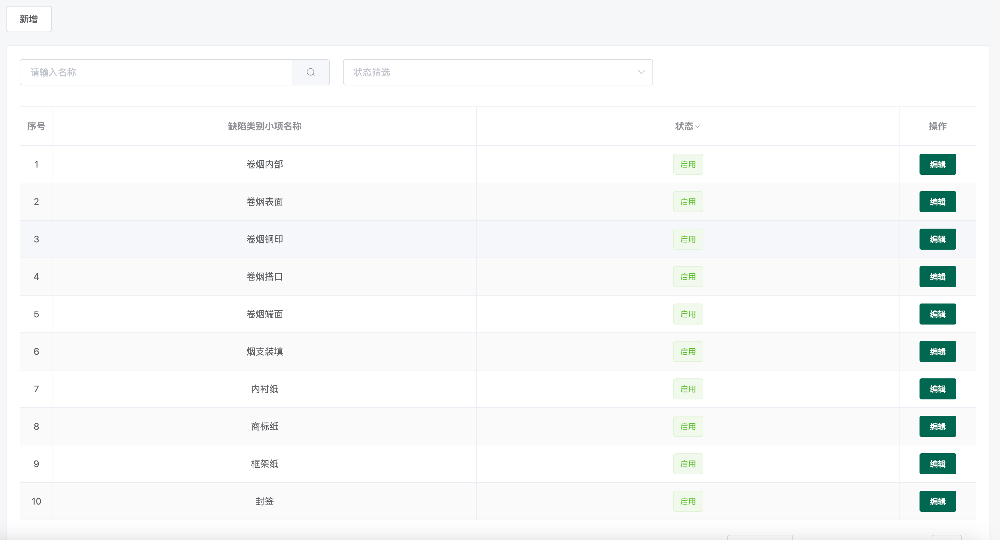 新增
请输入名称
状态筛选
序号 缺陷类别小项名称 状态 操作
1 卷烟内部 启用 编辑
2 卷烟表面 启用 编辑
3 卷烟钢印 启用 编辑
4 卷烟搭口 启用 编辑
5 卷烟端面 启用 编辑
6 烟支装填 启用 编辑
7 内衬纸 启用 编辑
8 商标纸 启用 编辑
9 框架纸 启用 编辑
10 封签 启用 编辑